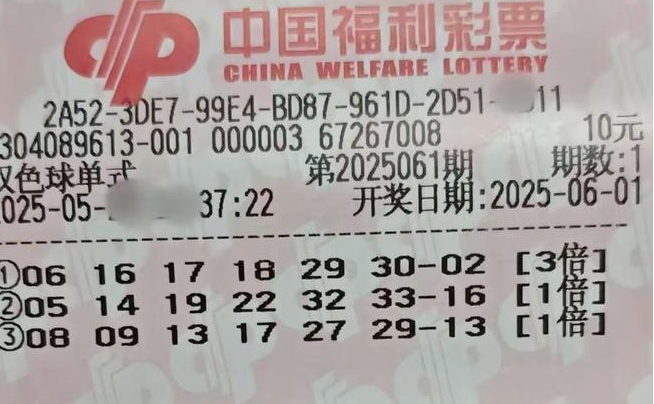 中国福利彩票
CHINA WELFARE LOTTERY
2A52-3DE7-99E4-BD87-961D-2D51- 11
304089613-001 000003 67267008 10元
双色球单式 第2025061期 期数:1
025-05- 37:22 开奖日期:2025-06-01
①06 16 17 18 29 30-02 [3倍]
②05 14 19 22 32 33-16 [1倍]
③08 09 13 17 27 29-13 [1倍]